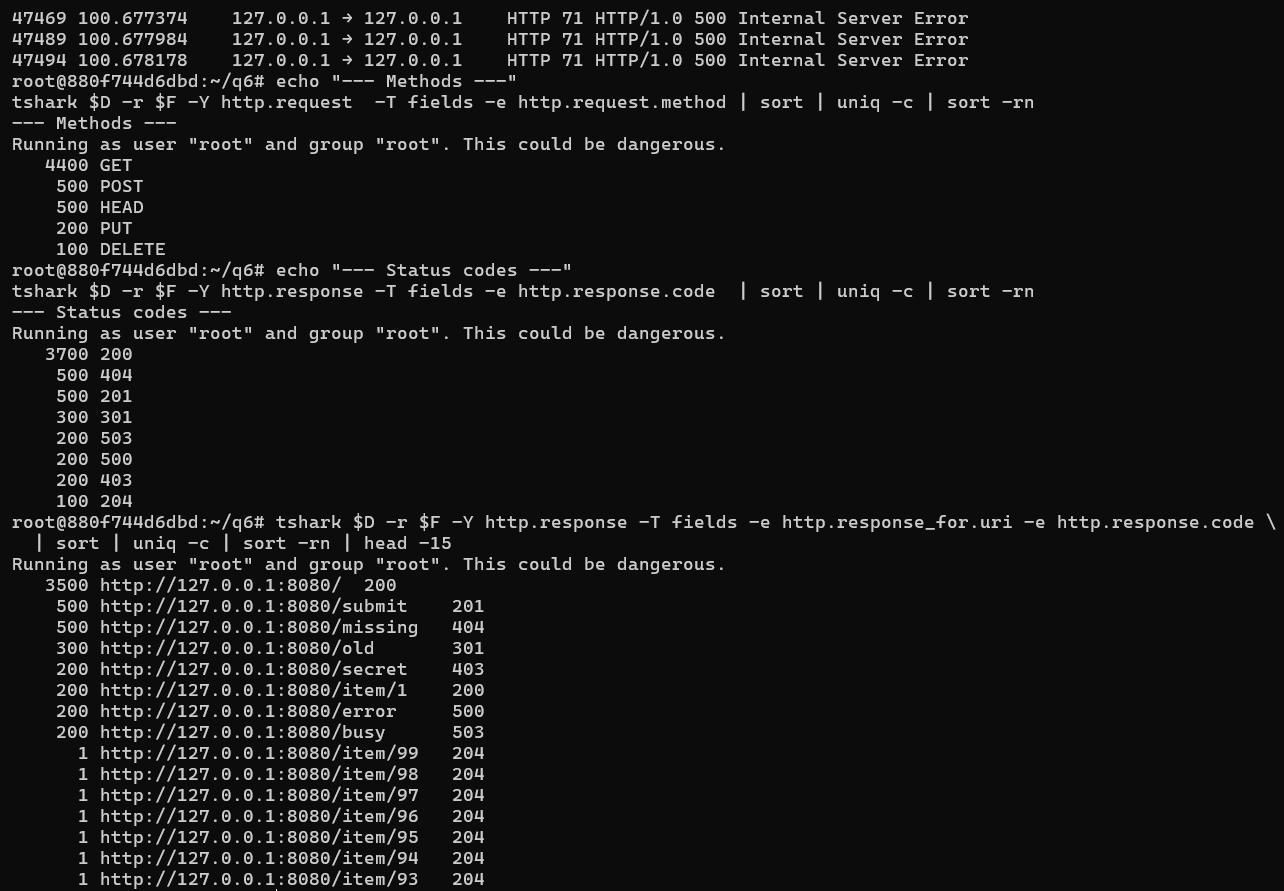 47469 100.677374    127.0.0.1 → 127.0.0.1    HTTP 71 HTTP/1.0 500 Internal Server Error
47489 100.677984    127.0.0.1 → 127.0.0.1    HTTP 71 HTTP/1.0 500 Internal Server Error
47494 100.678178    127.0.0.1 → 127.0.0.1    HTTP 71 HTTP/1.0 500 Internal Server Error
root@880f744d6dbd:~/q6# echo "--- Methods ---"
tshark $D -r $F -Y http.request  -T fields -e http.request.method | sort | uniq -c | sort -rn
--- Methods ---
Running as user "root" and group "root". This could be dangerous.
   4400 GET
    500 POST
    500 HEAD
    200 PUT
    100 DELETE
root@880f744d6dbd:~/q6# echo "--- Status codes ---"
tshark $D -r $F -Y http.response -T fields -e http.response.code  | sort | uniq -c | sort -rn
--- Status codes ---
Running as user "root" and group "root". This could be dangerous.
   3700 200
    500 404
    500 201
    300 301
    200 503
    200 500
    200 403
    100 204
root@880f744d6dbd:~/q6# tshark $D -r $F -Y http.response -T fields -e http.response_for.uri -e http.response.code \
  | sort | uniq -c | sort -rn | head -15
Running as user "root" and group "root". This could be dangerous.
   3500 http://127.0.0.1:8080/  200
    500 http://127.0.0.1:8080/submit    201
    500 http://127.0.0.1:8080/missing   404
    300 http://127.0.0.1:8080/old       301
    200 http://127.0.0.1:8080/secret    403
    200 http://127.0.0.1:8080/item/1    200
    200 http://127.0.0.1:8080/error     500
    200 http://127.0.0.1:8080/busy      503
      1 http://127.0.0.1:8080/item/99   204
      1 http://127.0.0.1:8080/item/98   204
      1 http://127.0.0.1:8080/item/97   204
      1 http://127.0.0.1:8080/item/96   204
      1 http://127.0.0.1:8080/item/95   204
      1 http://127.0.0.1:8080/item/94   204
      1 http://127.0.0.1:8080/item/93   204